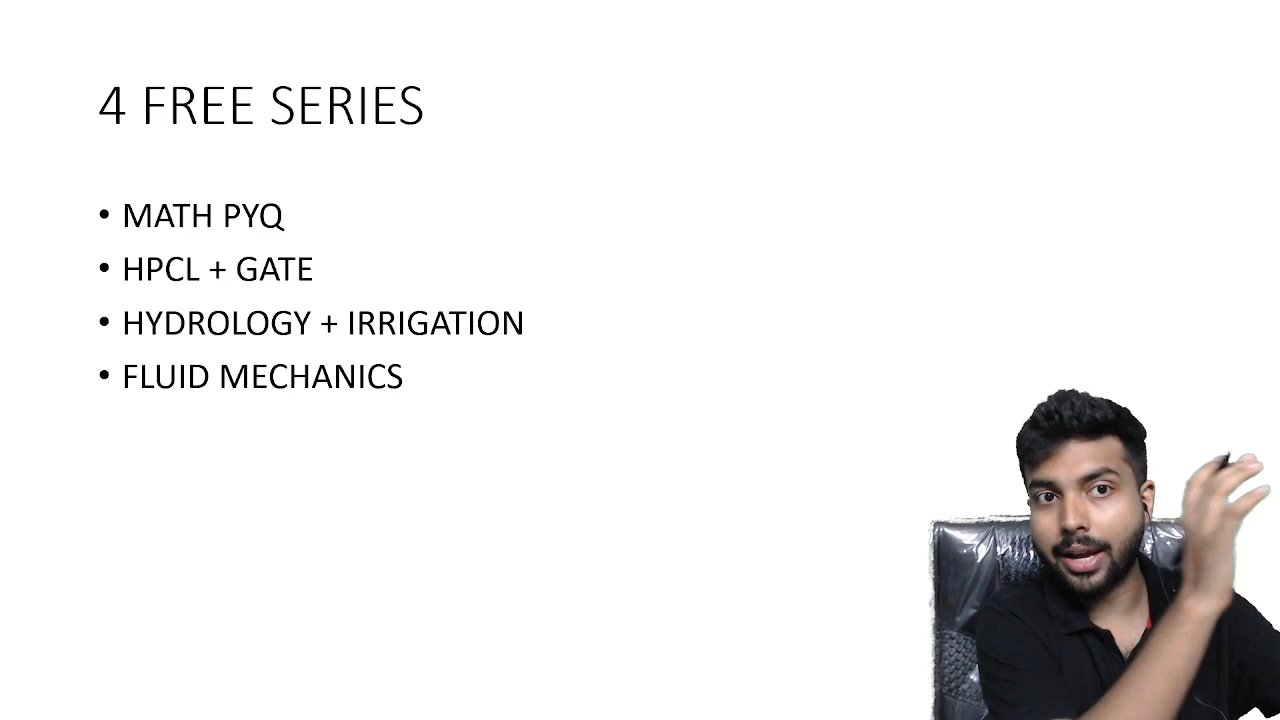 4 FREE SERIES
• MATH PYQ
• HPCL + GATE
• HYDROLOGY + IRRIGATION
• FLUID MECHANICS